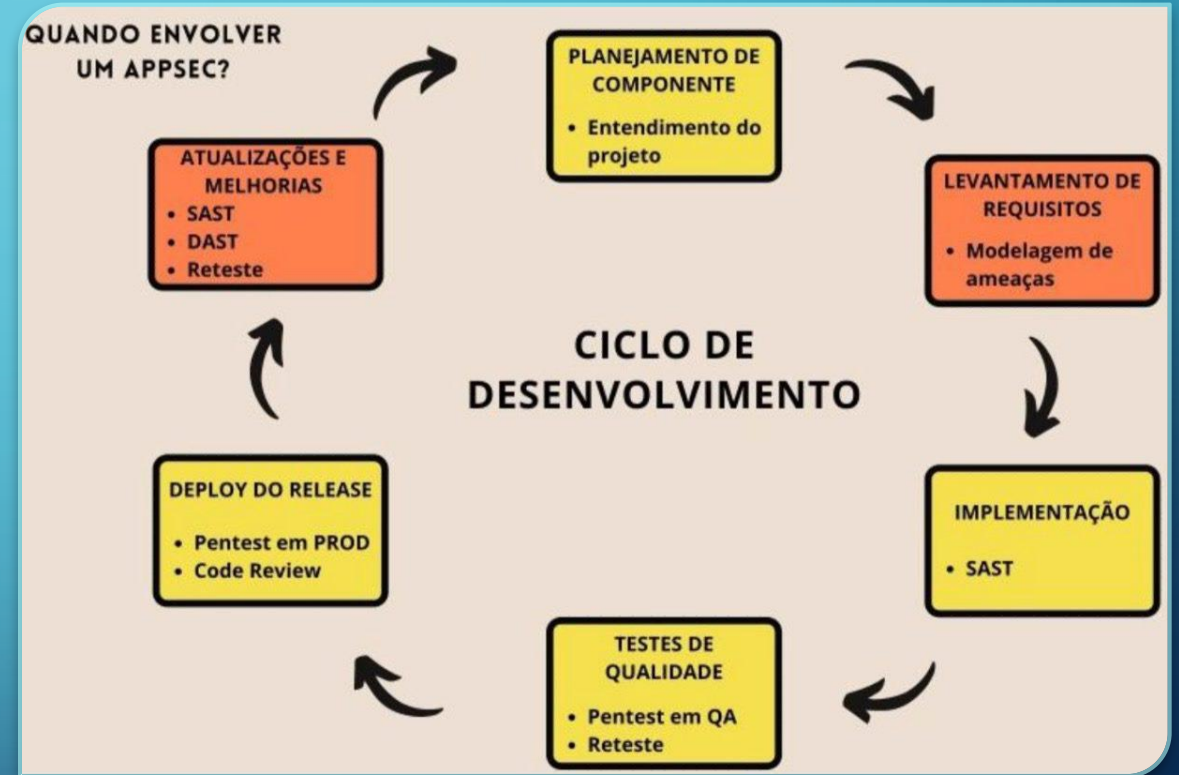 QUANDO ENVOLVER
UM APPSEC?
PLANEJAMENTO DE
COMPONENTE
• Entendimento do
projeto
LEVANTAMENTO DE
REQUISITOS
• Modelagem de
ameaças
IMPLEMENTAÇÃO
• SAST
TESTES DE
QUALIDADE
• Pentest em QA
• Reteste
DEPLOY DO RELEASE
• Pentest em PROD
• Code Review
ATUALIZAÇÕES E
MELHORIAS
• SAST
• DAST
• Reteste
CICLO DE
DESENVOLVIMENTO